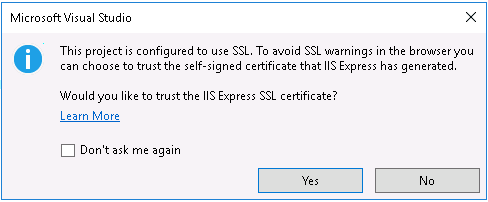 Microsoft Visual Studio
This project is configured to use SSL. To avoid SSL warnings in the browser you
can choose to trust the self-signed certificate that IIS Express has generated.
Would you like to trust the IIS Express SSL certificate?
Learn More
Don't ask me again
Yes
No